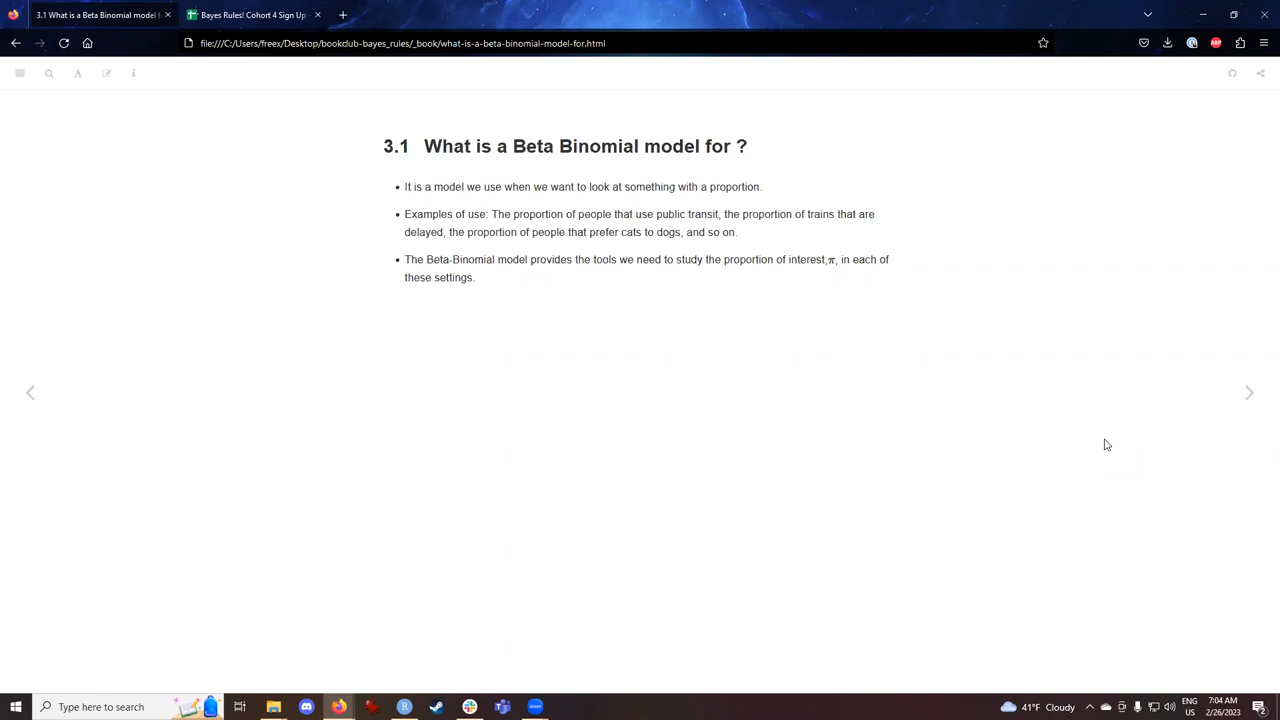 3.1 What is a Beta Binomial model fo
Bayes Rules! Cohort 4 Sign Up -
file:///C:/Users/freex/Desktop/bookclub-bayes_rules/_book/what-is-a-beta-binomial-model-for.html
ABP
3.1 What is a Beta Binomial model for ?
• It is a model we use when we want to look at something with a proportion.
• Examples of use: The proportion of people that use public transit, the proportion of trains that are
delayed, the proportion of people that prefer cats to dogs, and so on.
• The Beta-Binomial model provides the tools we need to study the proportion of interest,π, in each of
these settings.
Type here to search
R
zoom
41°F Cloudy
ENG
US
7:04 AM
2/26/2023
2